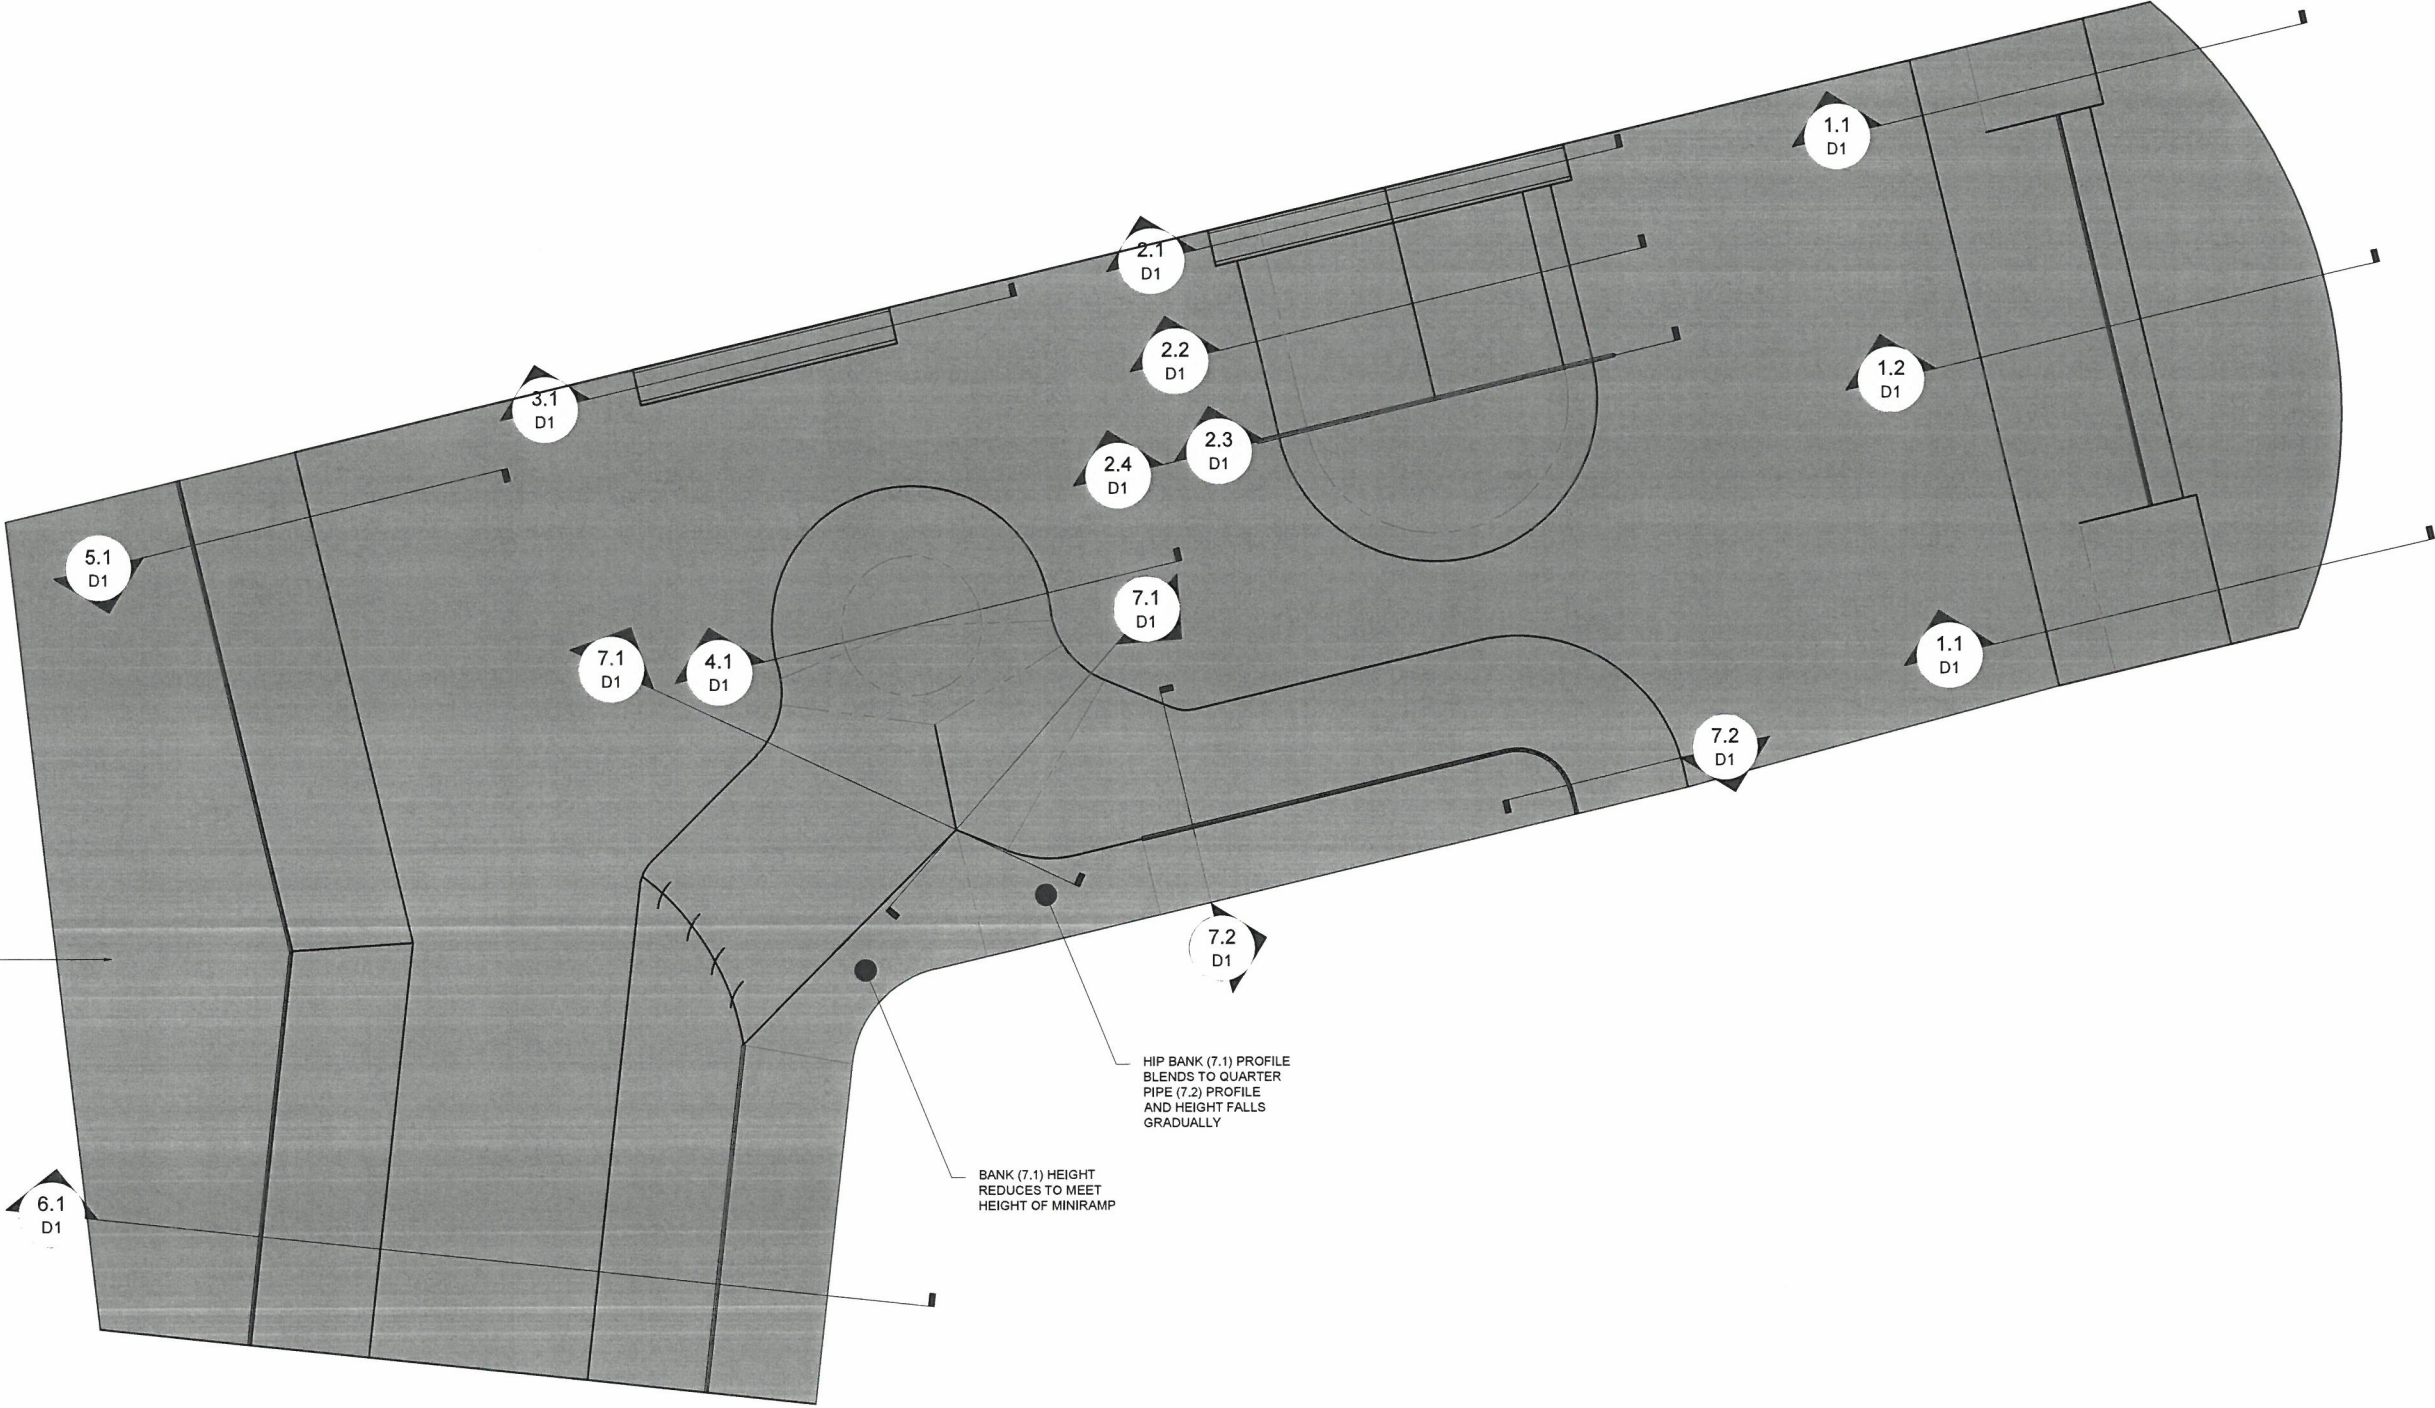 1.1
D1
2.1
D1
2.2
D1
1.2
D1
3.1
D1
2.3
D1
2.4
D1
5.1
D1
7.1
D1
7.1
D1
4.1
D1
1.1
D1
7.2
D1
7.2
D1
HIP BANK (7.1) PROFILE
BLENDS TO QUARTER
PIPE (7.2) PROFILE
AND HEIGHT FALLS
GRADUALLY
BANK (7.1) HEIGHT
REDUCES TO MEET
HEIGHT OF MINIRAMP
6.1
D1